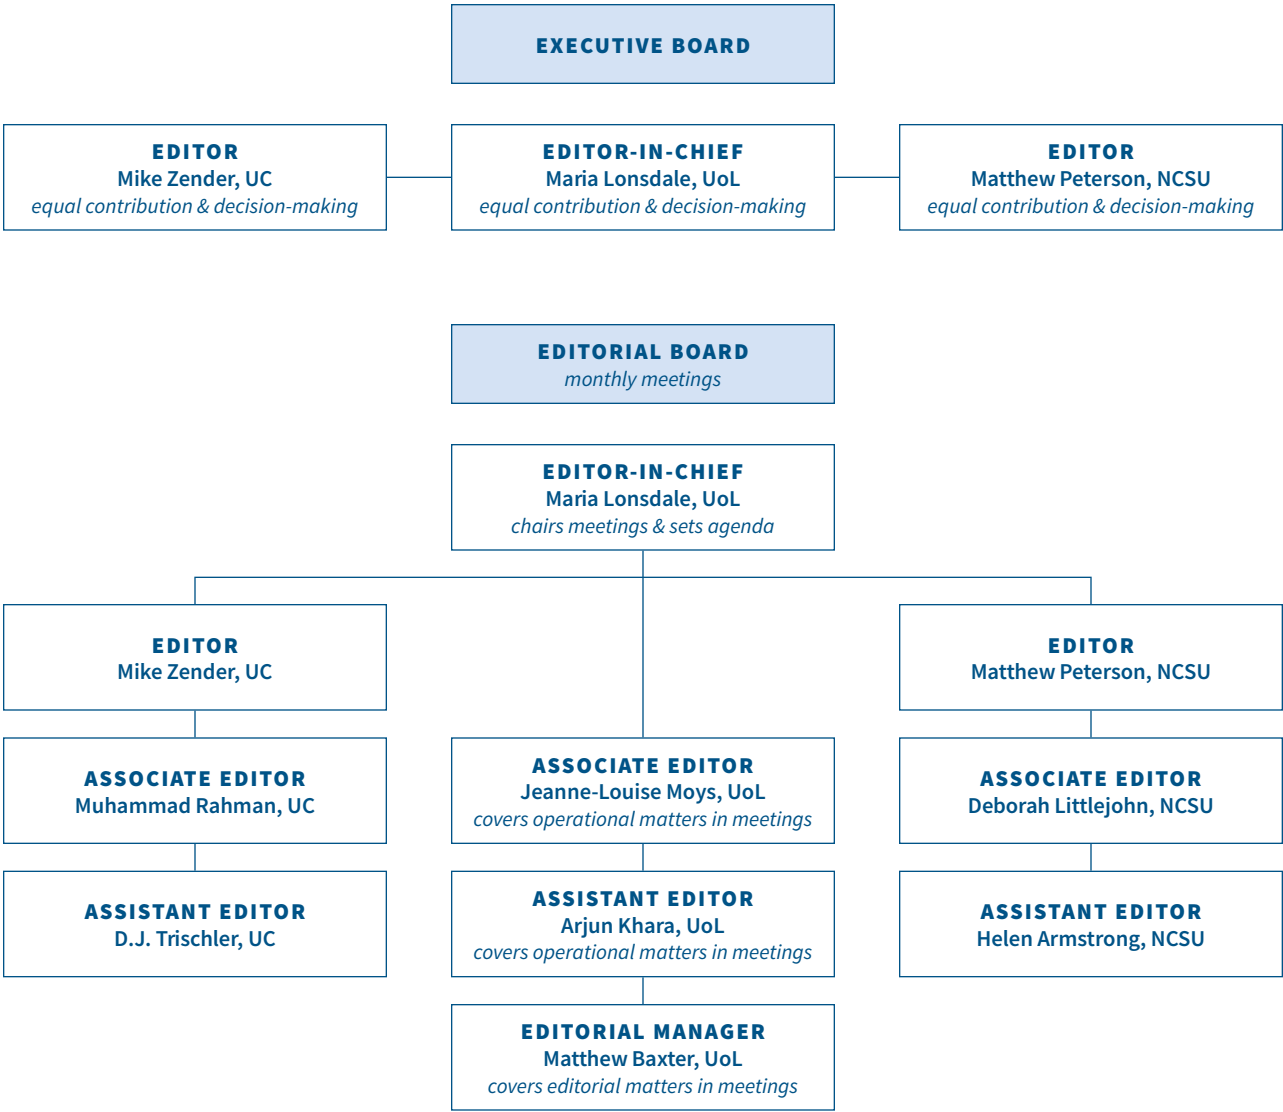 EXECUTIVE BOARD
EDITOR
Mike Zender, UC
equal contribution & decision-making
EDITOR-IN-CHIEF
Maria Lonsdale, UoL
equal contribution & decision-making
EDITOR
Matthew Peterson, NCSU
equal contribution & decision-making
EDITORIAL BOARD
monthly meetings
EDITOR-IN-CHIEF
Maria Lonsdale, UoL
chairs meetings & sets agenda
EDITOR
Mike Zender, UC
EDITOR
Matthew Peterson, NCSU
ASSOCIATE EDITOR
Muhammad Rahman, UC
ASSOCIATE EDITOR
Jeanne-Louise Moys, UoL
covers operational matters in meetings
ASSOCIATE EDITOR
Deborah Littlejohn, NCSU
ASSISTANT EDITOR
D.J. Trischler, UC
ASSISTANT EDITOR
Arjun Khara, UoL
covers operational matters in meetings
ASSISTANT EDITOR
Helen Armstrong, NCSU
EDITORIAL MANAGER
Matthew Baxter, UoL
covers editorial matters in meetings